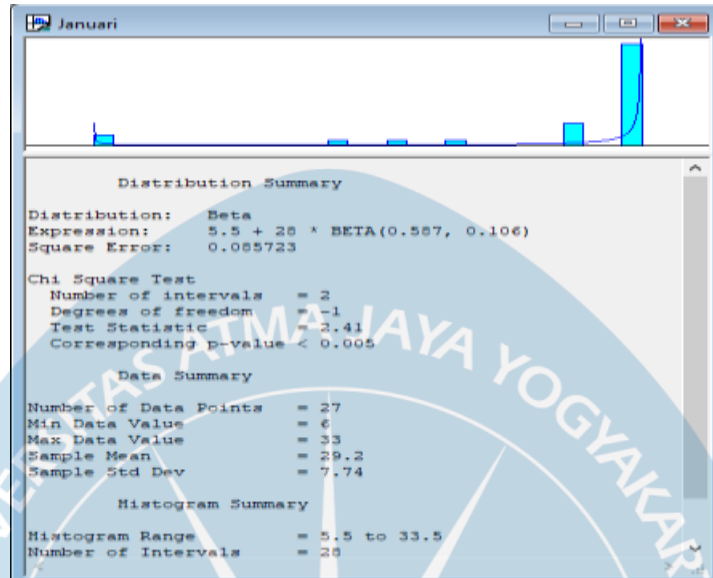 Januari
Distribution Summary
Distribution: Beta
Expression: 5.5 + 28 * BETA(0.587, 0.106)
Square Error: 0.085723
Chi Square Test
Number of intervals = 2
Degrees of freedom = -1
Test Statistic = 2.41
Corresponding p-value < 0.005
Data Summary
Number of Data Points = 27
Min Data Value = 6
Max Data Value = 33
Sample Mean = 29.2
Sample Std Dev = 7.74
Histogram Summary
Histogram Range = 5.5 to 33.5
Number of Intervals = 28
ATMA JAYA YOGYAKAR